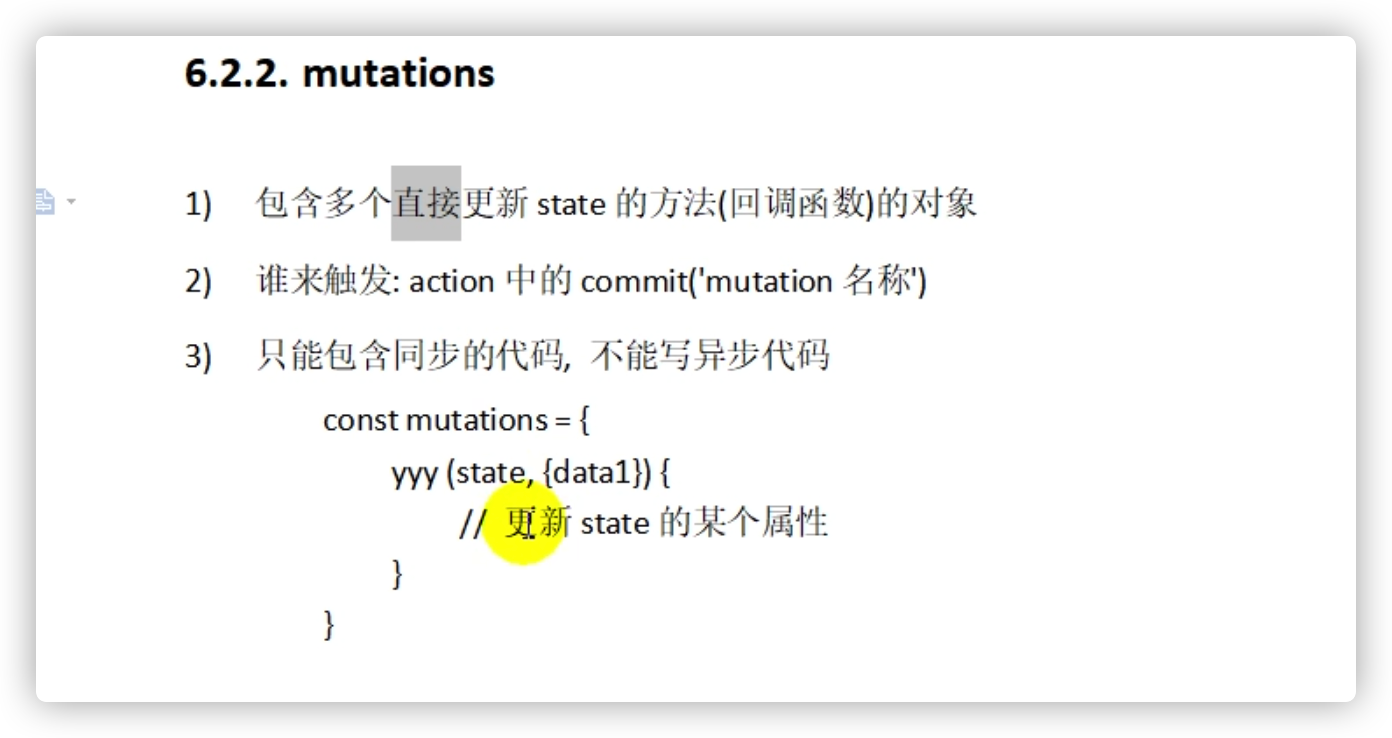 6.2.2. mutations
1) 包含多个直接更新 state 的方法(回调函数)的对象
2) 谁来触发: action 中的 commit('mutation 名称')
3) 只能包含同步的代码, 不能写异步代码
const mutations = {
yyy (state, {data1}) {
// 更新 state 的某个属性
}
}